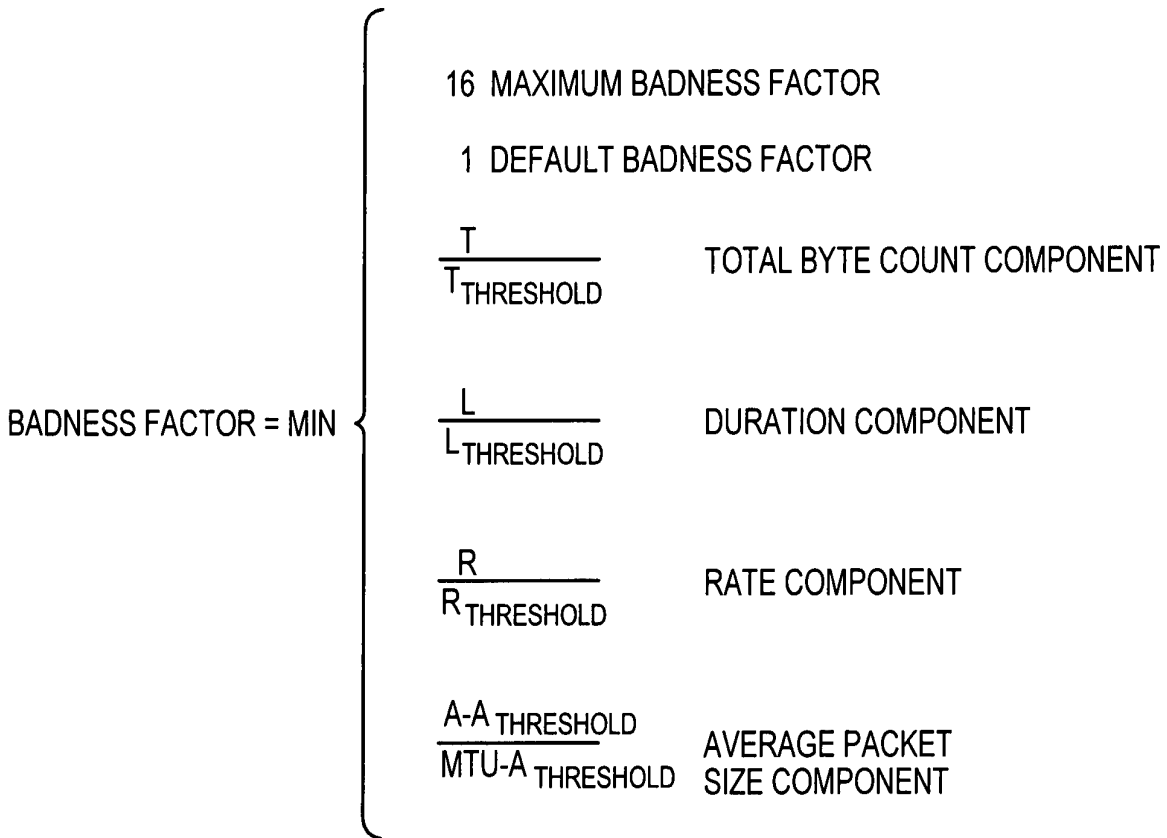 16 MAXIMUM BADNESS FACTOR
1 DEFAULT BADNESS FACTOR
T
T THRESHOLD
TOTAL BYTE COUNT COMPONENT
BADNESS FACTOR = MIN
L
L THRESHOLD
DURATION COMPONENT
R
R THRESHOLD
RATE COMPONENT
A-A THRESHOLD
MTU-A THRESHOLD
AVERAGE PACKET
SIZE COMPONENT